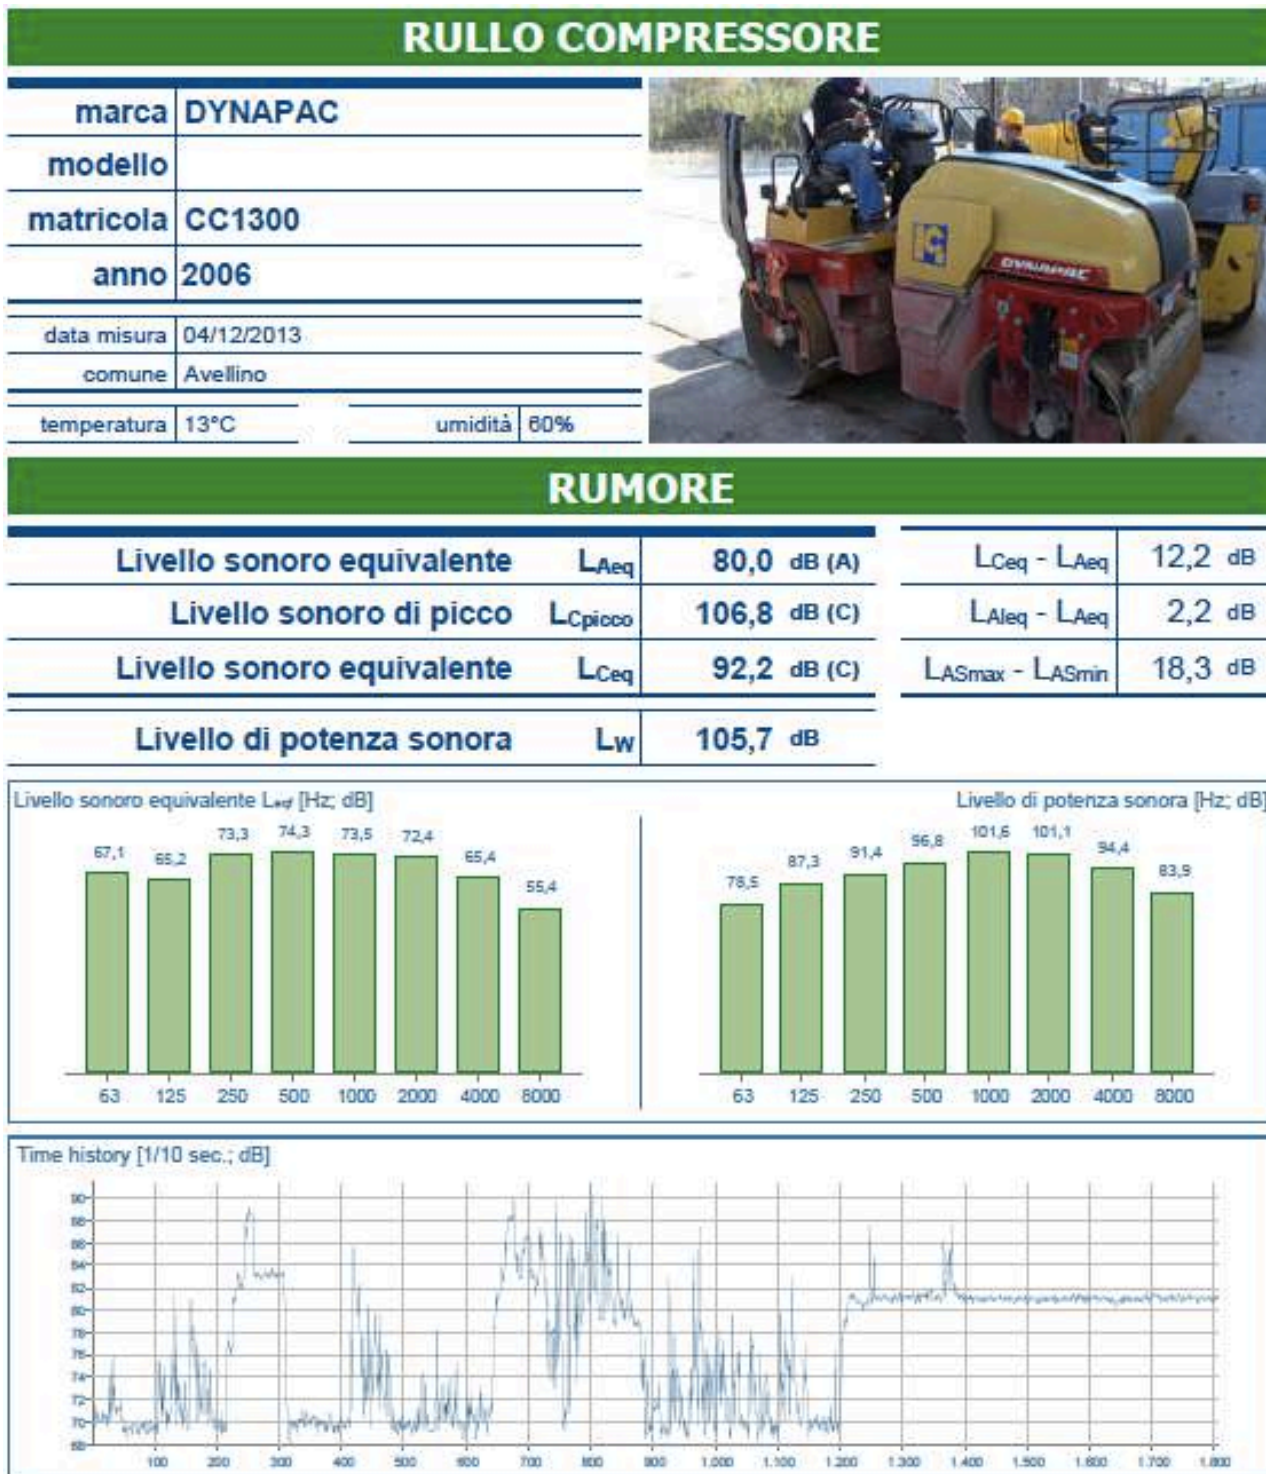 RULLO COMPRESSORE
marca DYNAPAC
modello
matricola CC1300
anno 2006
data misura 04/12/2013
comune Avellino
temperatura 13°C umidità 60%
DYNAPAC
RUMORE
Livello sonoro equivalente LAeq 80,0 dB (A)
Livello sonoro di picco LCpicco 106,8 dB (C)
Livello sonoro equivalente LCeq 92,2 dB (C)
Livello di potenza sonora LW 105,7 dB
LCeq - LAeq 12,2 dB
LAIeq - LAeq 2,2 dB
LASmax - LASmin 18,3 dB
Livello sonoro equivalente Leq [Hz; dB]
67,1 65,2 73,3 74,3 73,5 72,4 65,4 55,4
63 125 250 500 1000 2000 4000 8000
Livello di potenza sonora [Hz; dB]
78,5 87,3 91,4 96,8 101,6 101,1 94,4 83,9
63 125 250 500 1000 2000 4000 8000
Time history [1/10 sec.; dB]
90
88
86
84
82
80
78
76
74
72
70
68
100 200 300 400 500 600 700 800 900 1.000 1.100 1.200 1.300 1.400 1.500 1.600 1.700 1.800